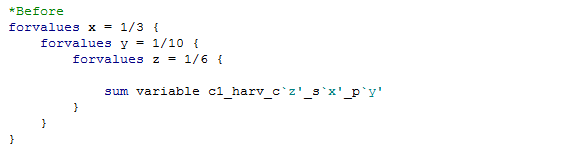 *Before
forvalues x = 1/3 {
forvalues y = 1/10 {
forvalues z = 1/6 {
sum variable c1_harv_c`z'_s`x'_p`y'
}
}
}